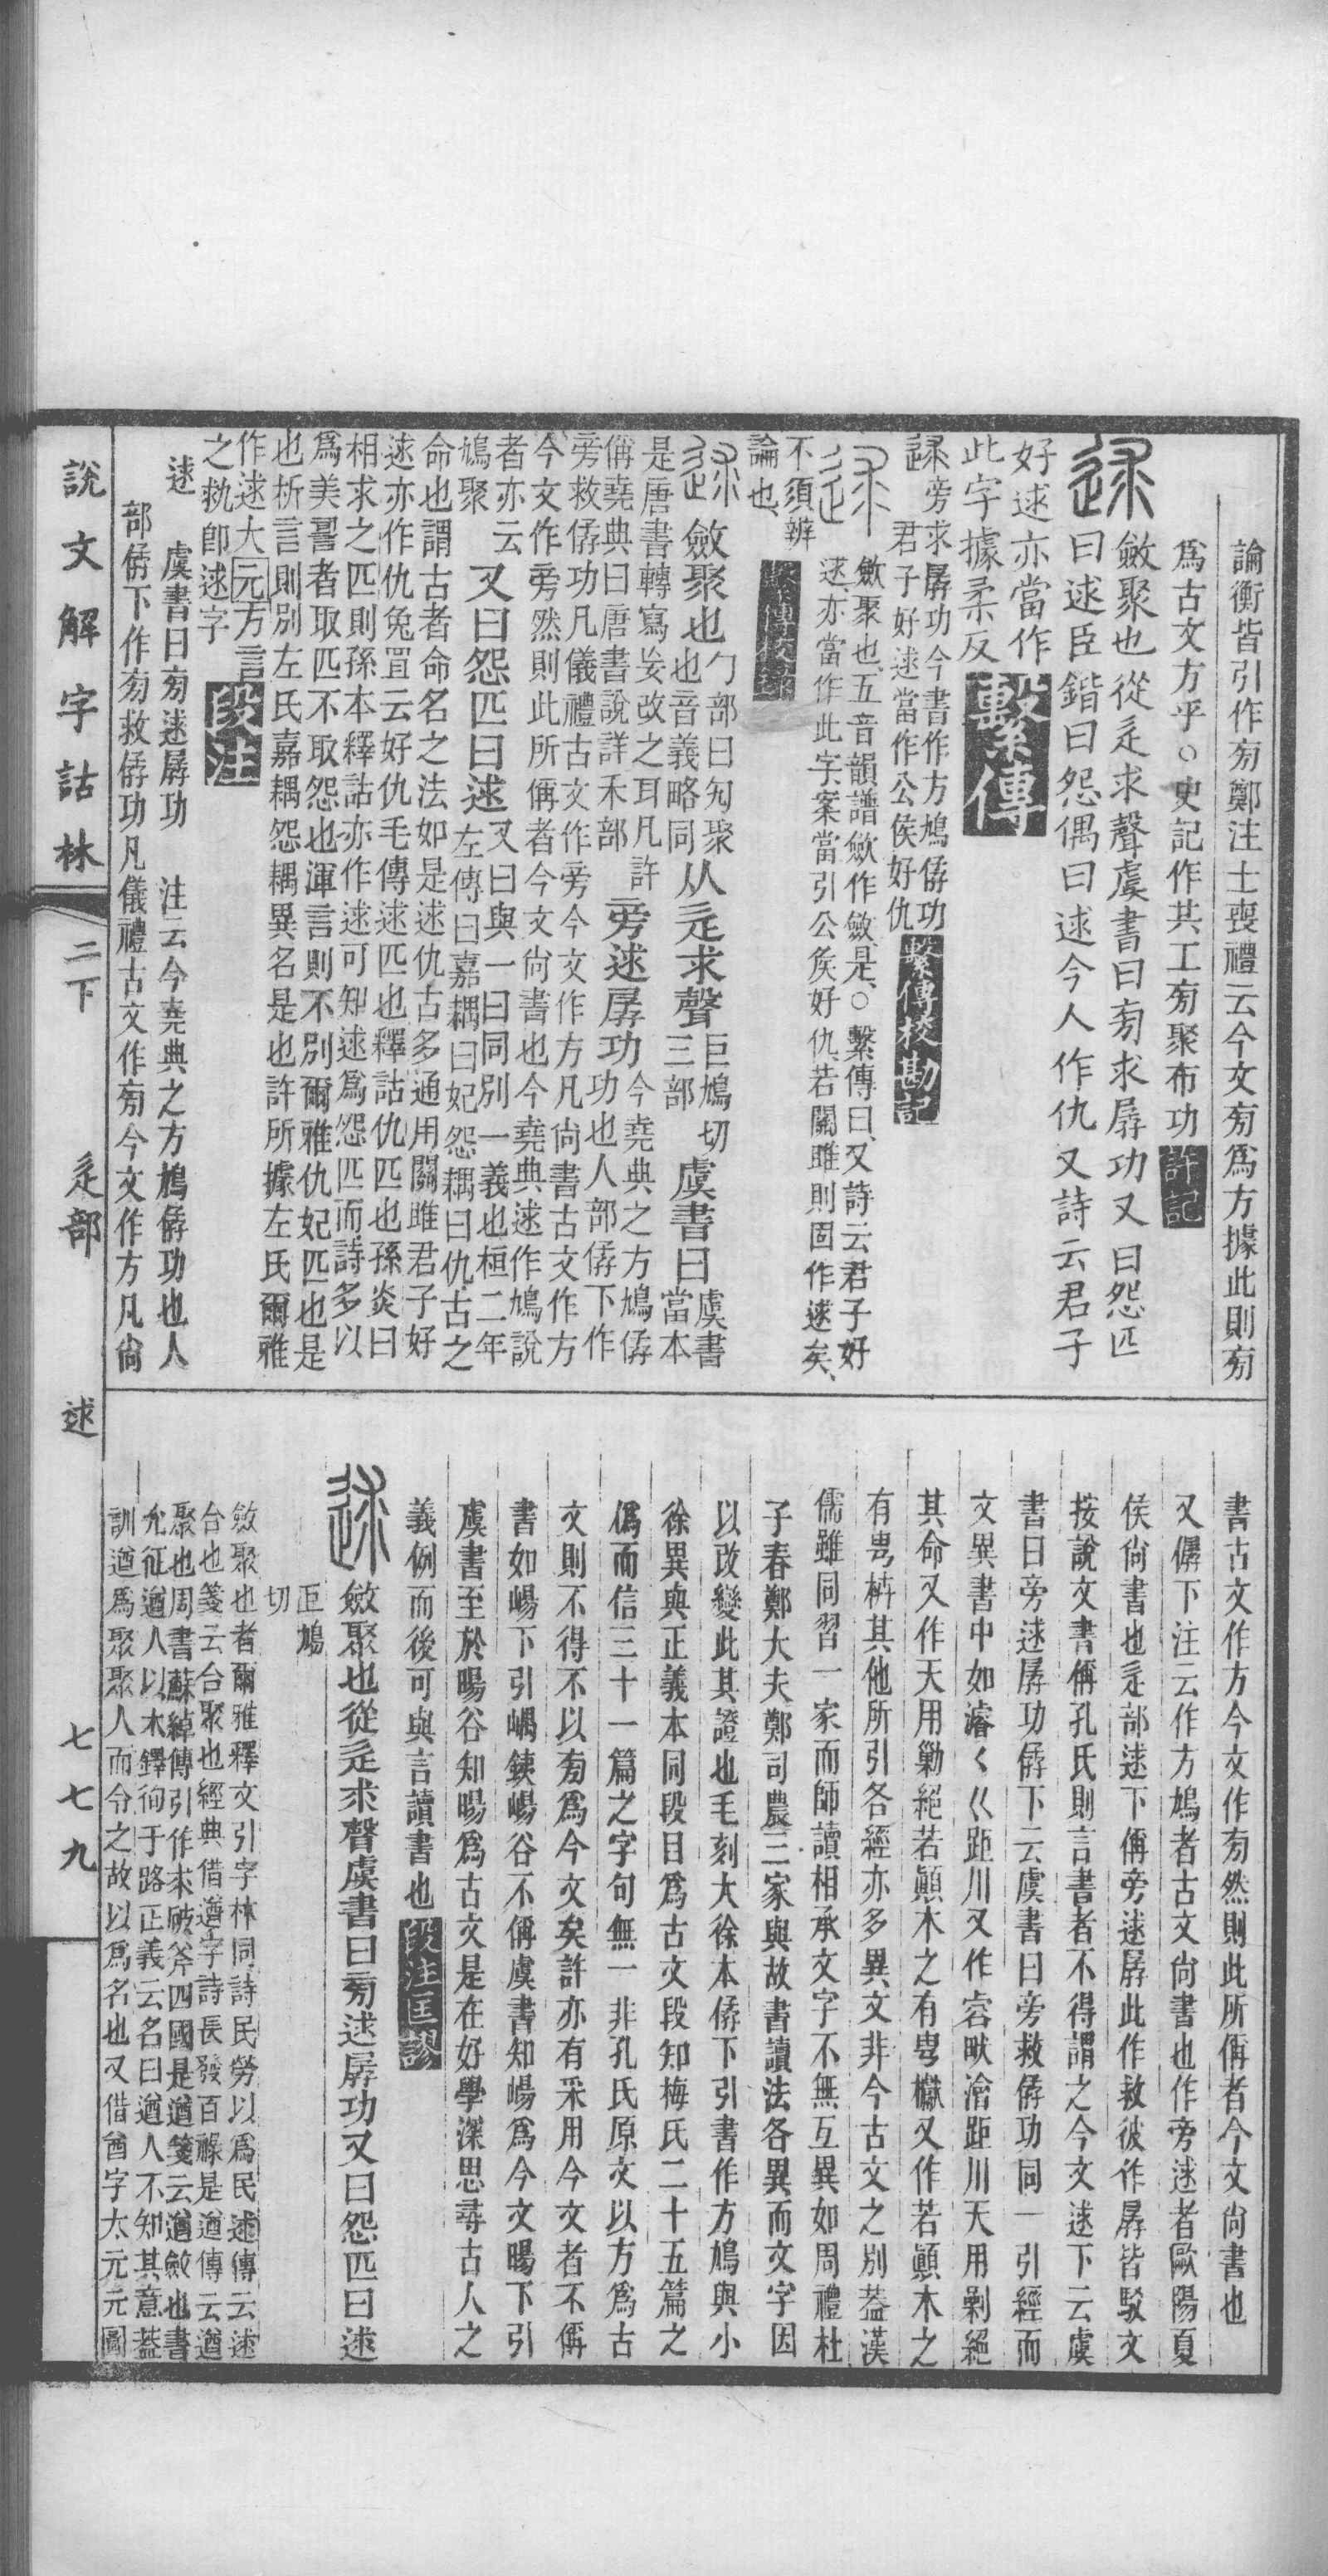 論衡皆引作㫄鄭注士喪禮云今文㫄爲方據此則㫄
爲古文方乎○史記作共工㫄聚布功許記
斂聚也從辵求聲虞書曰㫄求孱功又曰怨匹
曰逑臣鍇曰怨偶曰逑今人作仇又詩云君子
好逑亦當作
此字據柔反繫傳
逑旁求孱功今書作方鳩僝功
君子好逑當作公侯好仇繫傳校勘記
斂聚也五音韻譜斂作斂是○繫傳曰又詩云君子好
逑亦當作此字案當引公矦好仇若關雎則固作逑矣
不須辨
論也
斂聚也勹部曰勼聚也音義略同从辵求聲巨鳩切三部虞書曰虞書當本
是唐書轉寫妄改之耳凡許
偁堯典曰唐書說詳禾部旁逑孱功今堯典之方鳩僝功也人部僝下作
旁救僝功凡儀禮古文作旁今文作方凡尙書古文作方
今文作旁然則此所偁者今文尙書也今堯典逑作鳩說
者亦云
鳩聚又曰怨匹曰逑又曰與一曰同別一義也桓二年
左傳曰嘉耦曰妃怨耦曰仇古之
命也謂古者命名之法如是逑仇古多通用關雎君子好
逑亦作仇兔罝云好仇毛傳逑匹也釋詁仇匹也孫炎曰
相求之匹則孫本釋詁亦作逑可知逑爲怨匹而詩多以
爲美䛐者取匹不取怨也渾言則不別爾雅仇妃匹也是
也析言則別左氏嘉耦怨耦異名是也許所據左氏爾雅
作逑大元方言
之執卽逑字段注
逑 虞書曰㫄逑孱功 注云今堯典之方鳩僝功也人
部僝下作㫄救僝功凡儀禮古文作㫄今文作方凡尙
書古文作方今文作㫄然則此所偁者今文尙書也
又僝下注云作方鳩者古文尙書也作旁逑者歐陽夏
侯尙書也辵部逑下偁旁逑孱此作救彼作孱皆駁文
按說文書偁孔氏則言書者不得謂之今文逑下云虞
書曰旁逑孱功僝下云虞書曰旁救僝功同一引經而
文異書中如濬〈巜距川又作容畎澮距川天用剿絕
其命又作天用勦絕若顚木之有㽕櫱又作若顚木之
有㽕枿其他所引各經亦多異文非今古文之別葢漢
儒雖同習一家而師讀相承文字不無互異如周禮杜
子春鄭大夫鄭司農三家與故書讀法各異而文字因
以改變此其證也毛刻大徐本僝下引書作方鳩與小
徐異與正義本同段目爲古文段知梅氏二十五篇之
僞而信三十一篇之字句無一非孔氏原文以方爲古
文則不得不以㫄爲今文矣許亦有采用今文者不偁
書如崵下引嵎銕崵谷不偁虞書知崵爲今文暘下引
虞書至於暘谷知暘爲古文是在好學深思尋古人之
義例而後可與言讀書也段注匡謬
斂聚也從辵求聲虞書曰㫄逑孱功又曰怨匹曰逑
巨鳩
切
斂聚也者爾雅釋文引字林同詩民勞以爲民逑傳云逑
合也箋云合聚也經典借遒字詩長發百祿是遒傳云遒
聚也周書蘇綽傳引作求破斧四國是遒箋云遒斂也書
允征遒人以木鐸徇于路正義云名曰遒人不知其意葢
訓遒爲聚聚人而令之故以爲名也又借酋字太元元圖
說文解字詁林
二下
辵部
逑
七七九